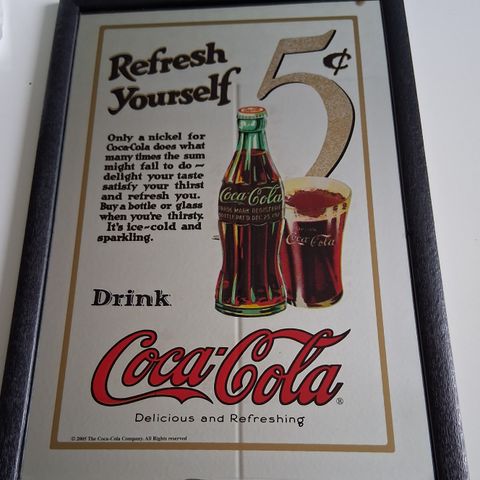 Refresh
Yourself
5¢
Only a nickel for
Coca-Cola does what
many times the sum
might fail to do~
delight your taste
satisfy your thirst
and refresh you.
Buy a bottle or glass
when you're thirsty.
It's ice~cold and
sparkling.
Coca-Cola
TRADE MARK REGISTERED
Coca-Cola
Drink
Coca-Cola®
Delicious and Refreshing
© 2005 The Coca-Cola Company. All Rights reserved